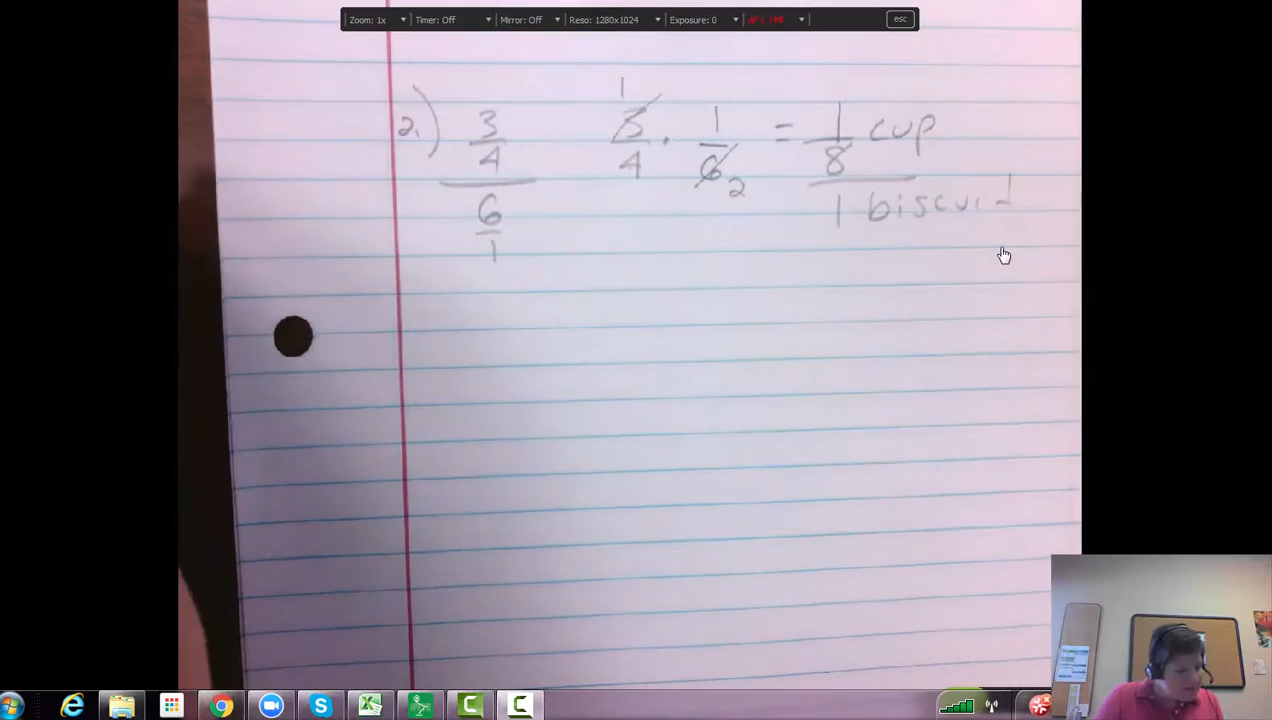 Zoom: 1x Timer: Off Mirror: Off Reso: 1280x1024 Exposure: 0 esc
2.) 3/4 / 6/1 1 3/4 · 1/6 2 = 1/8 cup / 1 biscuit